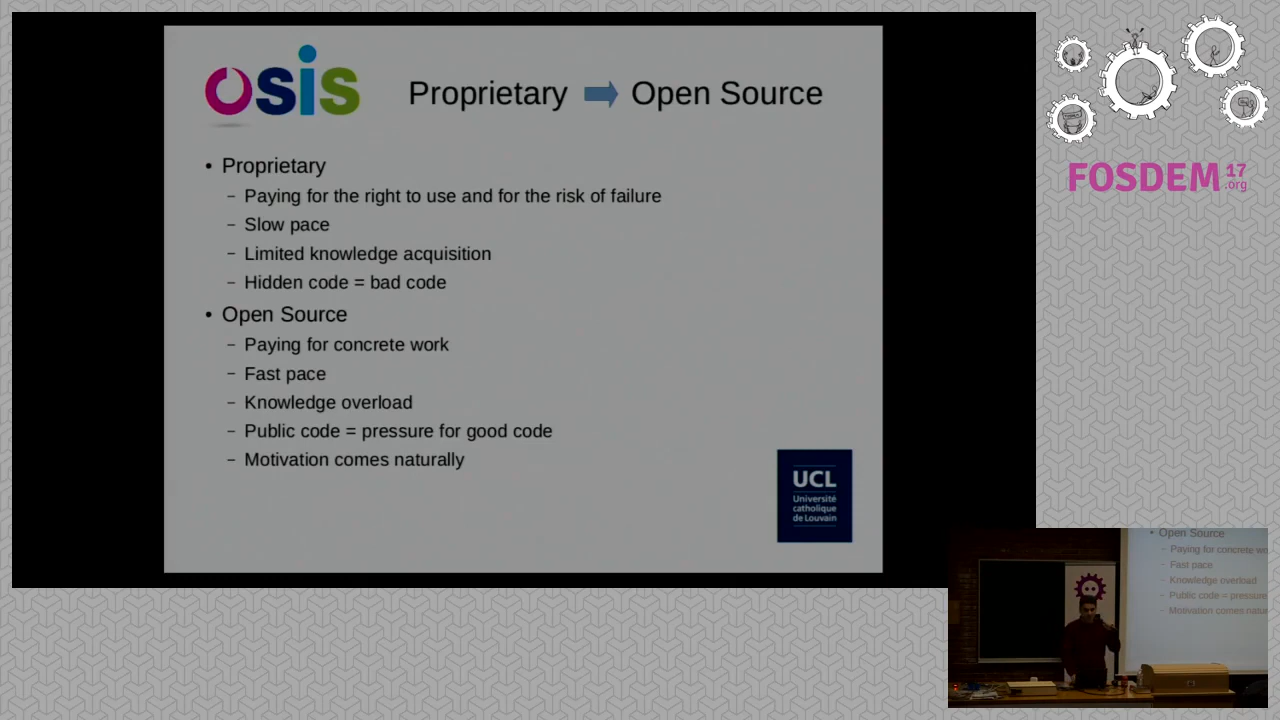 osis
Proprietary Open Source
• Proprietary
– Paying for the right to use and for the risk of failure
– Slow pace
– Limited knowledge acquisition
– Hidden code = bad code
• Open Source
– Paying for concrete work
– Fast pace
– Knowledge overload
– Public code = pressure for good code
– Motivation comes naturally
UCL
Université
catholique
de Louvain
FOSDEM 17
.org
• Open Source
– Paying for concrete wo
– Fast pace
– Knowledge overload
– Public code = pressure
– Motivation comes natu